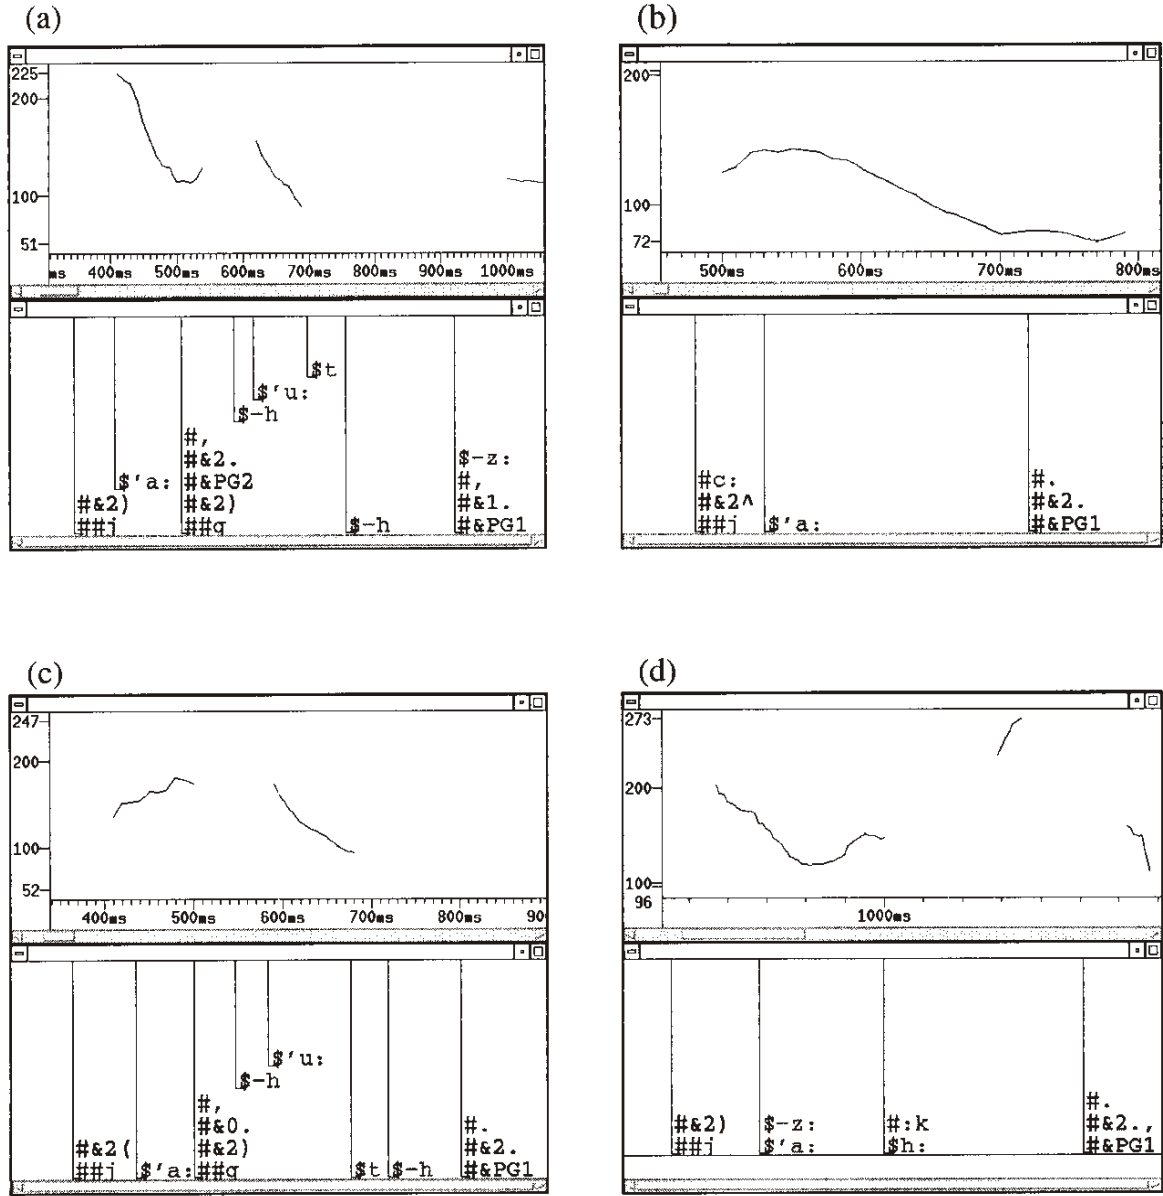 (a)
225
200
100
51
ms 400ms 500ms 600ms 700ms 800ms 900ms 1000ms
$t
$'u:
$-h
#,
#&2. $-z:
$'a: #&PG2 #,
#&2) #&2) #&1.
##j ##q $-h #&PG1
(b)
200
100
72
500ms 600ms 700ms 800ms
#c: #.
#&2^ #&2.
##j $'a: #&PG1
(c)
247
200
100
52
400ms 500ms 600ms 700ms 800ms 90
$'u:
$-h
#,
#&0. #.
#&2( #&2) #&2.
##j $'a: ##q $t $-h #&PG1
(d)
273
200
100
96
1000ms
#.
#&2) $-z: #:k #&2.,
##j $'a: $h: #&PG1